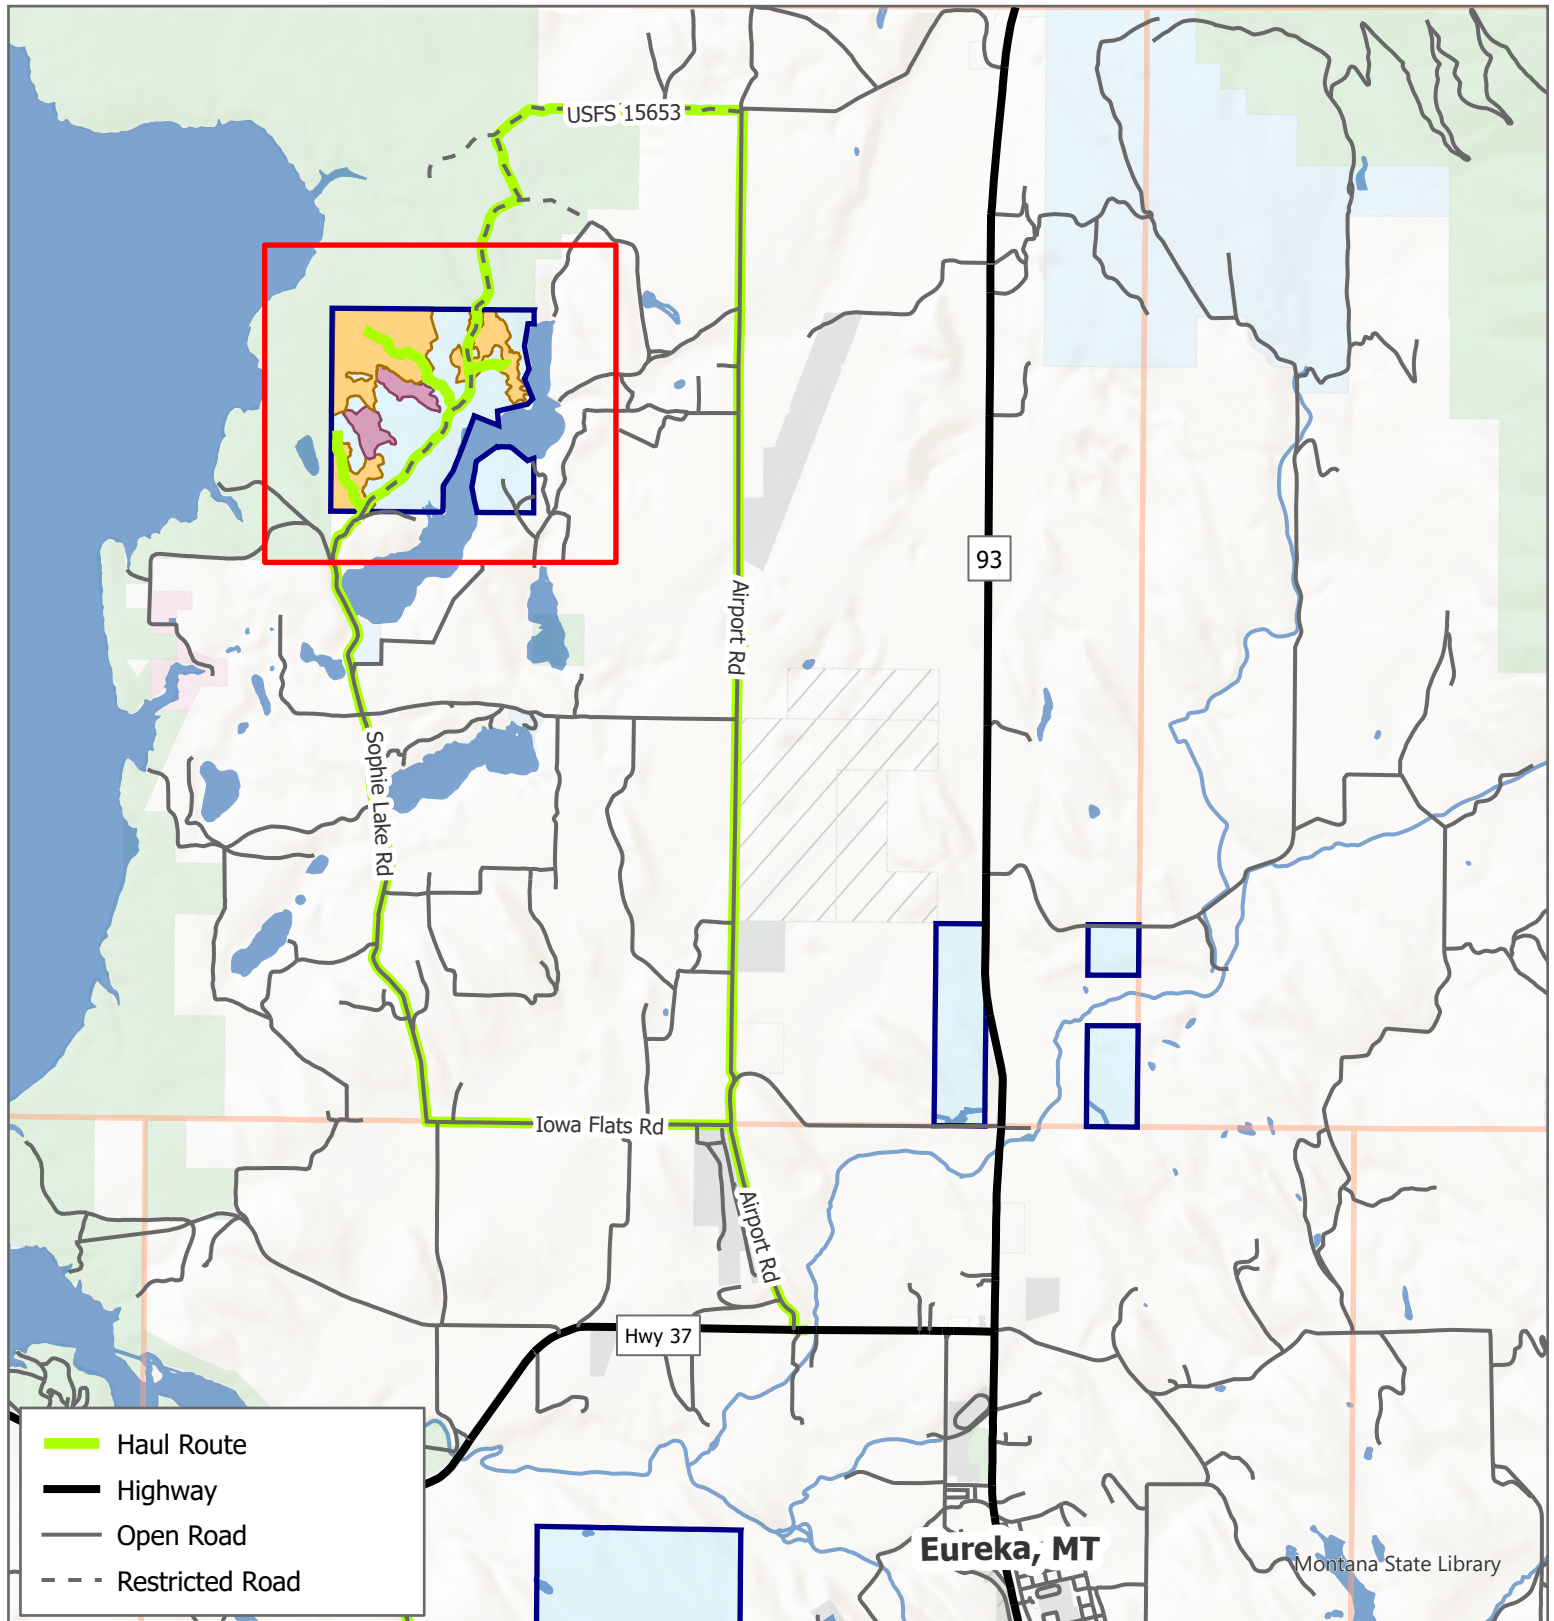 USFS 15653
93
Airport Rd
Sophie Lake Rd
Iowa Flats Rd
Airport Rd
Hwy 37
Haul Route
Highway
Open Road
Restricted Road
Eureka, MT
Montana State Library